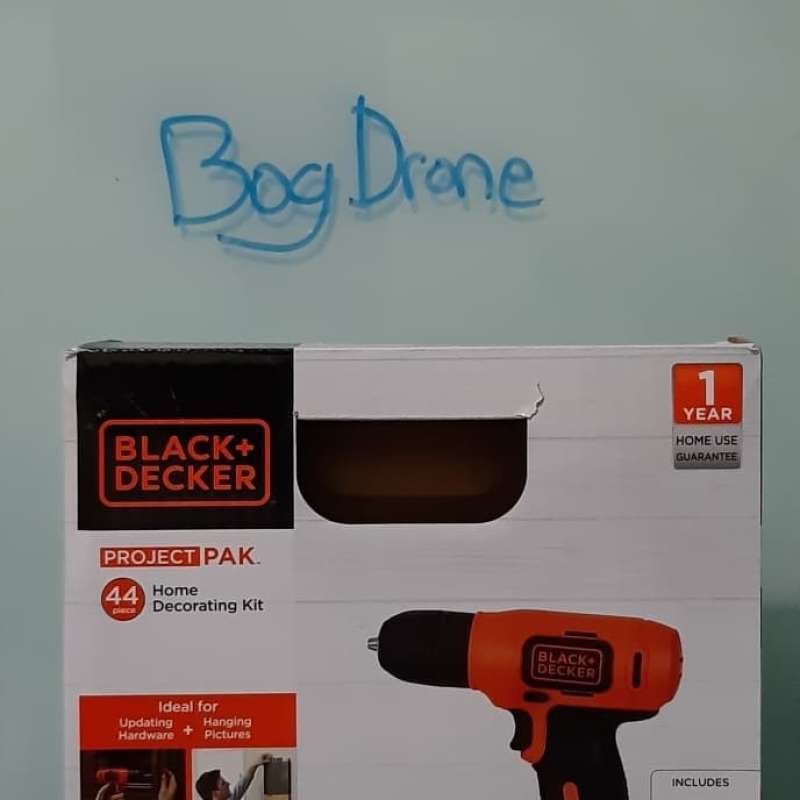 Bog Drone
BLACK+
DECKER
1
YEAR
HOME USE
GUARANTEE
PROJECT PAK™
44
piece
Home
Decorating Kit
BLACK+
DECKER
Ideal for
Updating
Hardware
+
Hanging
Pictures
INCLUDES